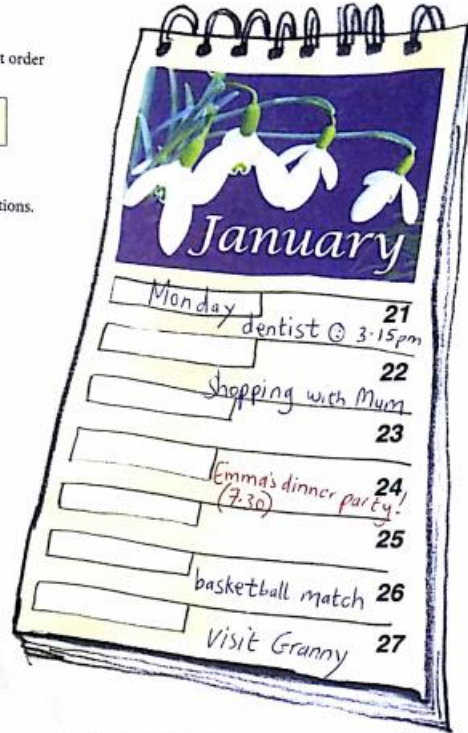 t order
tions.
January
Monday 21
dentist @ 3.15pm
22
shopping with Mum
23
Emma's dinner party! 24
(7.30)
25
basketball match 26
Visit Granny 27